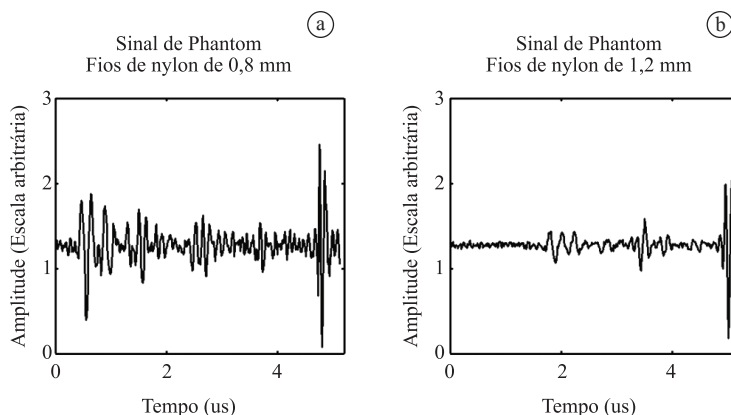 a
Sinal de Phantom
Fios de nylon de 0,8 mm
Amplitude (Escala arbitrária)
3
2
1
0
0 2 4
Tempo (us)
b
Sinal de Phantom
Fios de nylon de 1,2 mm
Amplitude (Escala arbitrária)
3
2
1
0
0 2 4
Tempo (us)